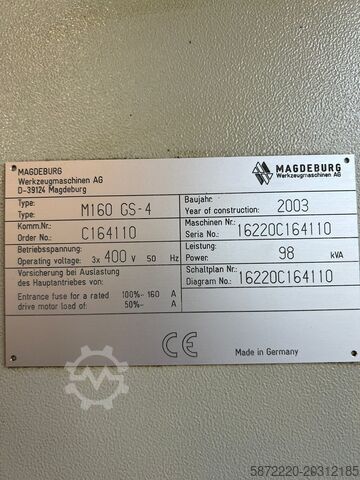 MAGDEBURG
Werkzeugmaschinen AG
D-39124 Magdeburg
MAGDEBURG
Werkzeugmaschinen AG
Type:
Type: M160 GS-4
Baujahr:
Year of construction: 2003
Komm.Nr.:
Order No.: C164110
Maschinen Nr.:
Seria No.: 16220C164110
Betriebsspannung:
Operating voltage: 3x 400 V 50 Hz
Leistung:
Power: 98 kVA
Vorsicherung bei Auslastung
des Hauptantriebes von:
Schaltplan Nr.:
Diagram No.: 16220C164110
Entrance fuse for a rated 100%- 160 A
drive motor load of: 50%- A
CE
Made in Germany
Machineseeker
5872220-26312185